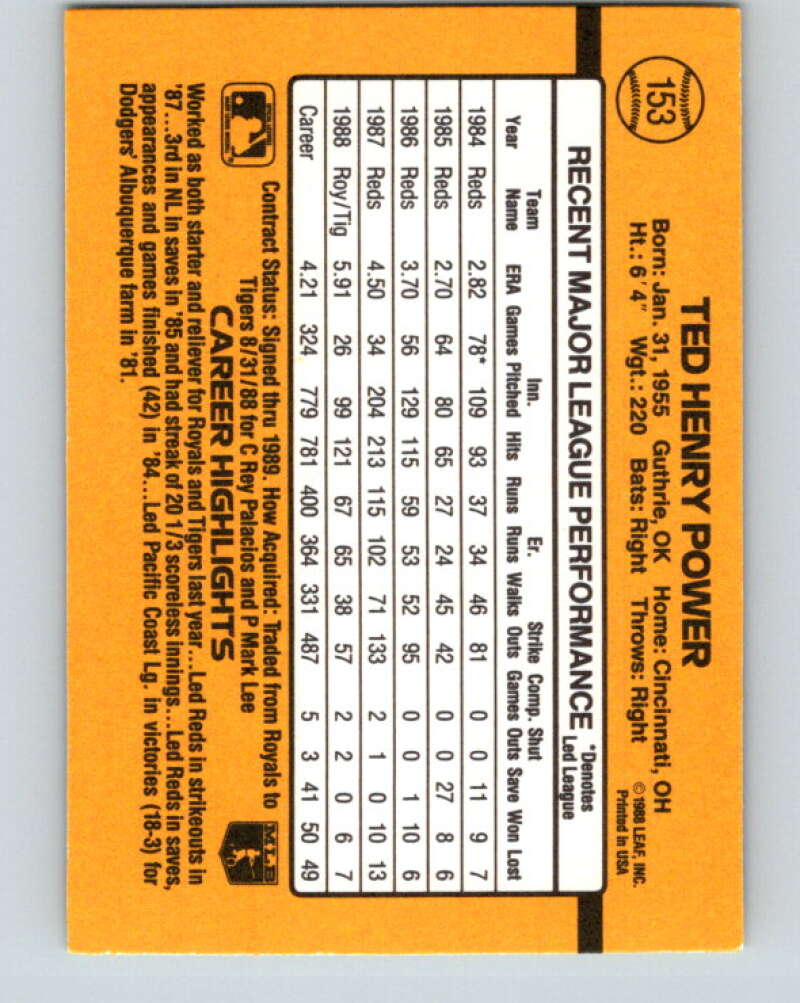 153
TED HENRY POWER
Born: Jan. 31, 1955 Guthrie, OK Home: Cincinnati, OH
Ht.: 6'4" Wgt.: 220 Bats: Right Throws: Right
© 1988 LEAF, INC.
Printed in USA
RECENT MAJOR LEAGUE PERFORMANCE *Denotes Led League
Year Team Name ERA Games Inn. Pitched Hits Runs Er. Runs Walks Strike Outs Comp. Games Shut Outs Save Won Lost
1984 Reds 2.82 78* 109 93 37 34 46 81 0 0 11 9 7
1985 Reds 2.70 64 80 65 27 24 45 42 0 0 27 8 6
1986 Reds 3.70 56 129 115 59 53 52 95 0 0 1 10 6
1987 Reds 4.50 34 204 213 115 102 71 133 2 1 0 10 13
1988 Roy/Tig 5.91 26 99 121 67 65 38 57 2 2 0 6 7
Career 4.21 324 779 781 400 364 331 487 5 3 41 50 49
Contract Status: Signed thru 1989. How Acquired: Traded from Royals to
Tigers 8/31/88 for C Rey Palacios and P Mark Lee
MLB
CAREER HIGHLIGHTS
Worked as both starter and reliever for Royals and Tigers last year...Led Reds in strikeouts in
'87...3rd in NL in saves in '85 and had streak of 20 1/3 scoreless innings...Led Reds in saves,
appearances and games finished (42) in '84...Led Pacific Coast Lg. in victories (18-3) for
Dodgers' Albuquerque farm in '81.